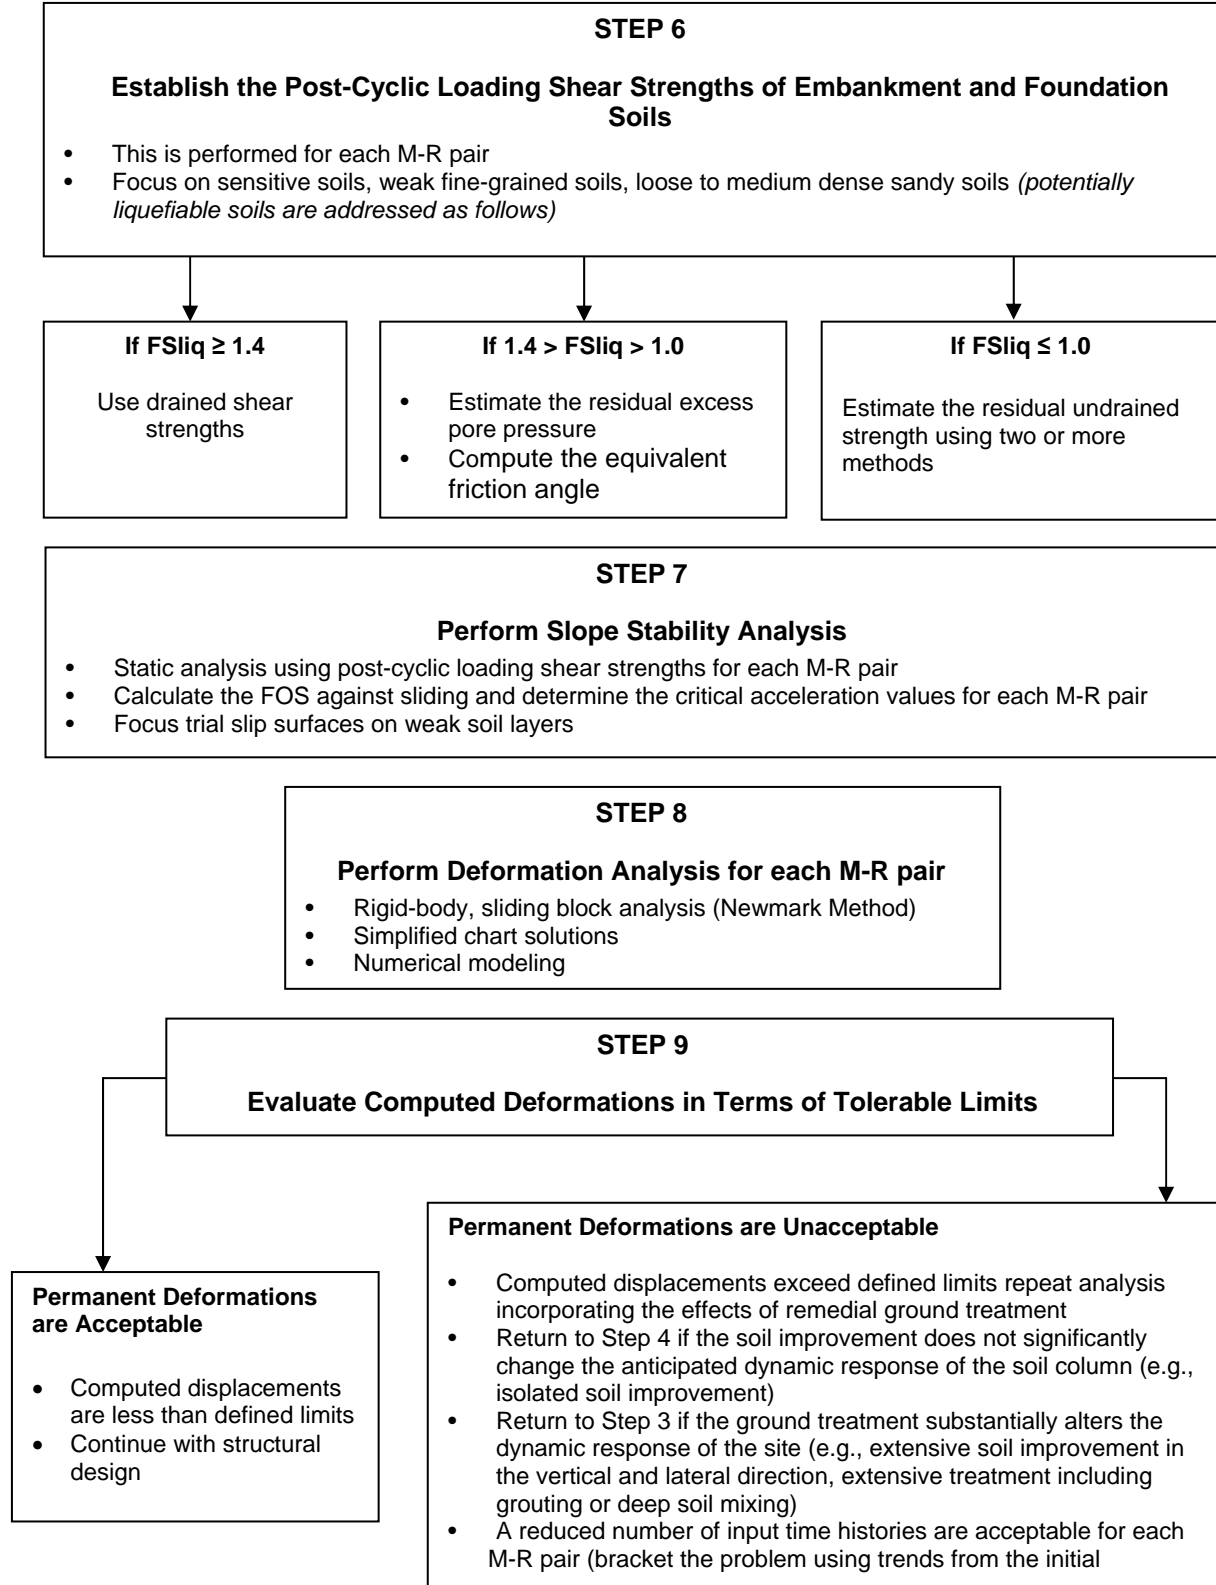 STEP 6
Establish the Post-Cyclic Loading Shear Strengths of Embankment and Foundation
Soils
• This is performed for each M-R pair
• Focus on sensitive soils, weak fine-grained soils, loose to medium dense sandy soils (potentially
liquefiable soils are addressed as follows)
If FSliq ≥ 1.4
Use drained shear
strengths
If 1.4 > FSliq > 1.0
• Estimate the residual excess
pore pressure
• Compute the equivalent
friction angle
If FSliq ≤ 1.0
Estimate the residual undrained
strength using two or more
methods
STEP 7
Perform Slope Stability Analysis
• Static analysis using post-cyclic loading shear strengths for each M-R pair
• Calculate the FOS against sliding and determine the critical acceleration values for each M-R pair
• Focus trial slip surfaces on weak soil layers
STEP 8
Perform Deformation Analysis for each M-R pair
• Rigid-body, sliding block analysis (Newmark Method)
• Simplified chart solutions
• Numerical modeling
STEP 9
Evaluate Computed Deformations in Terms of Tolerable Limits
Permanent Deformations
are Acceptable
• Computed displacements
are less than defined limits
• Continue with structural
design
Permanent Deformations are Unacceptable
• Computed displacements exceed defined limits repeat analysis
incorporating the effects of remedial ground treatment
• Return to Step 4 if the soil improvement does not significantly
change the anticipated dynamic response of the soil column (e.g.,
isolated soil improvement)
• Return to Step 3 if the ground treatment substantially alters the
dynamic response of the site (e.g., extensive soil improvement in
the vertical and lateral direction, extensive treatment including
grouting or deep soil mixing)
• A reduced number of input time histories are acceptable for each
M-R pair (bracket the problem using trends from the initial